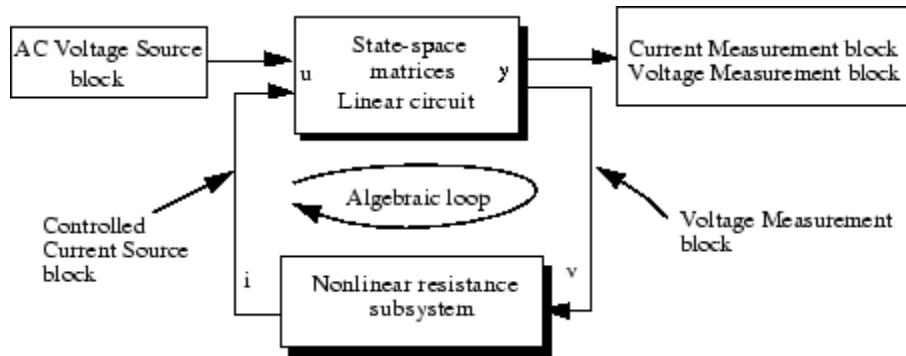 AC Voltage Source
block
u
State-space
matrices
Linear circuit
y
Current Measurement block
Voltage Measurement block
Algebraic loop
Controlled
Current Source
block
Voltage Measurement
block
i
Nonlinear resistance
subsystem
v